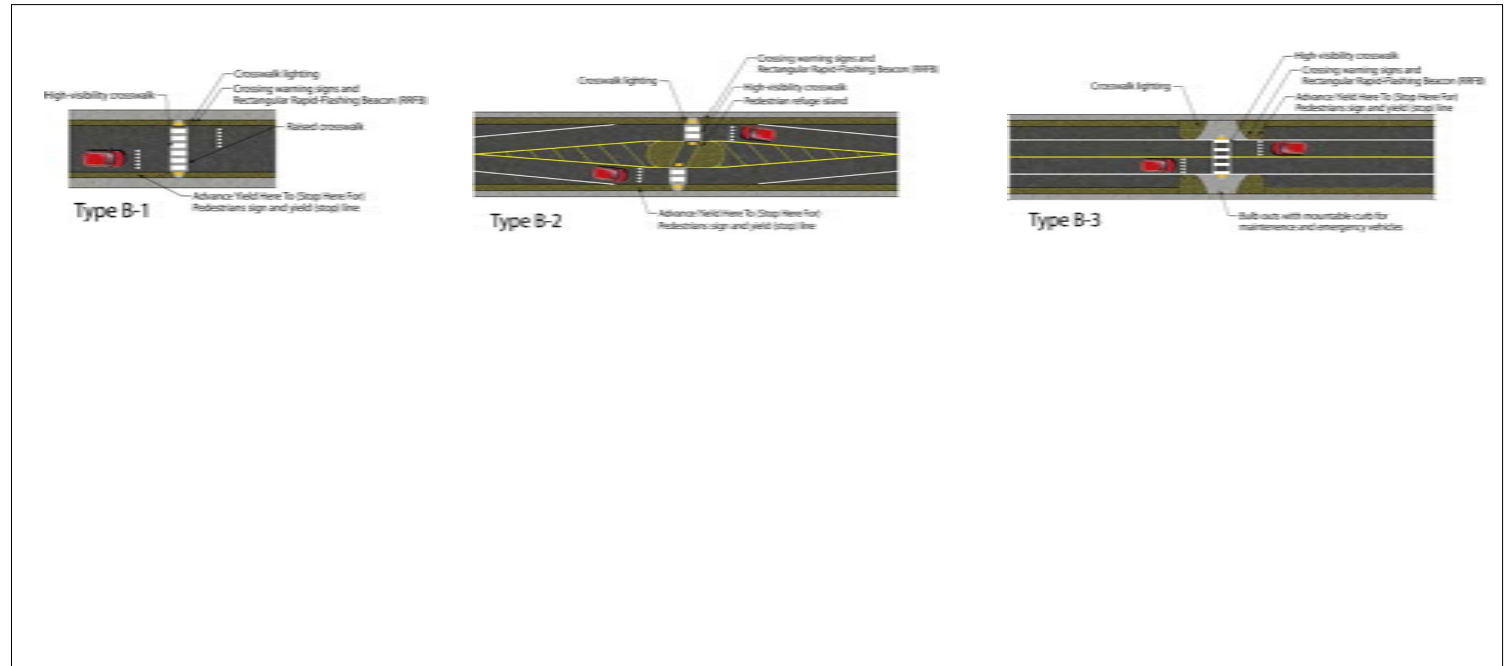 Crosswalk lighting
Crossing warning signs and
Rectangular Rapid-Flashing Beacon (RRFB)
High-visibility crosswalk
Raised crosswalk
Advance Yield Here To (Stop Here For)
Pedestrians sign and yield (stop) line
Type B-1
Crossing warning signs and
Rectangular Rapid-Flashing Beacon (RRFB)
Crosswalk lighting
High-visibility crosswalk
Pedestrian refuge island
Advance Yield Here To (Stop Here For)
Pedestrians sign and yield (stop) line
Type B-2
High-visibility crosswalk
Crossing warning signs and
Rectangular Rapid-Flashing Beacon (RRFB)
Crosswalk lighting
Advance Yield Here To (Stop Here For)
Pedestrians sign and yield (stop) line
Bulb outs with mountable curb for
maintenence and emergency vehicles
Type B-3